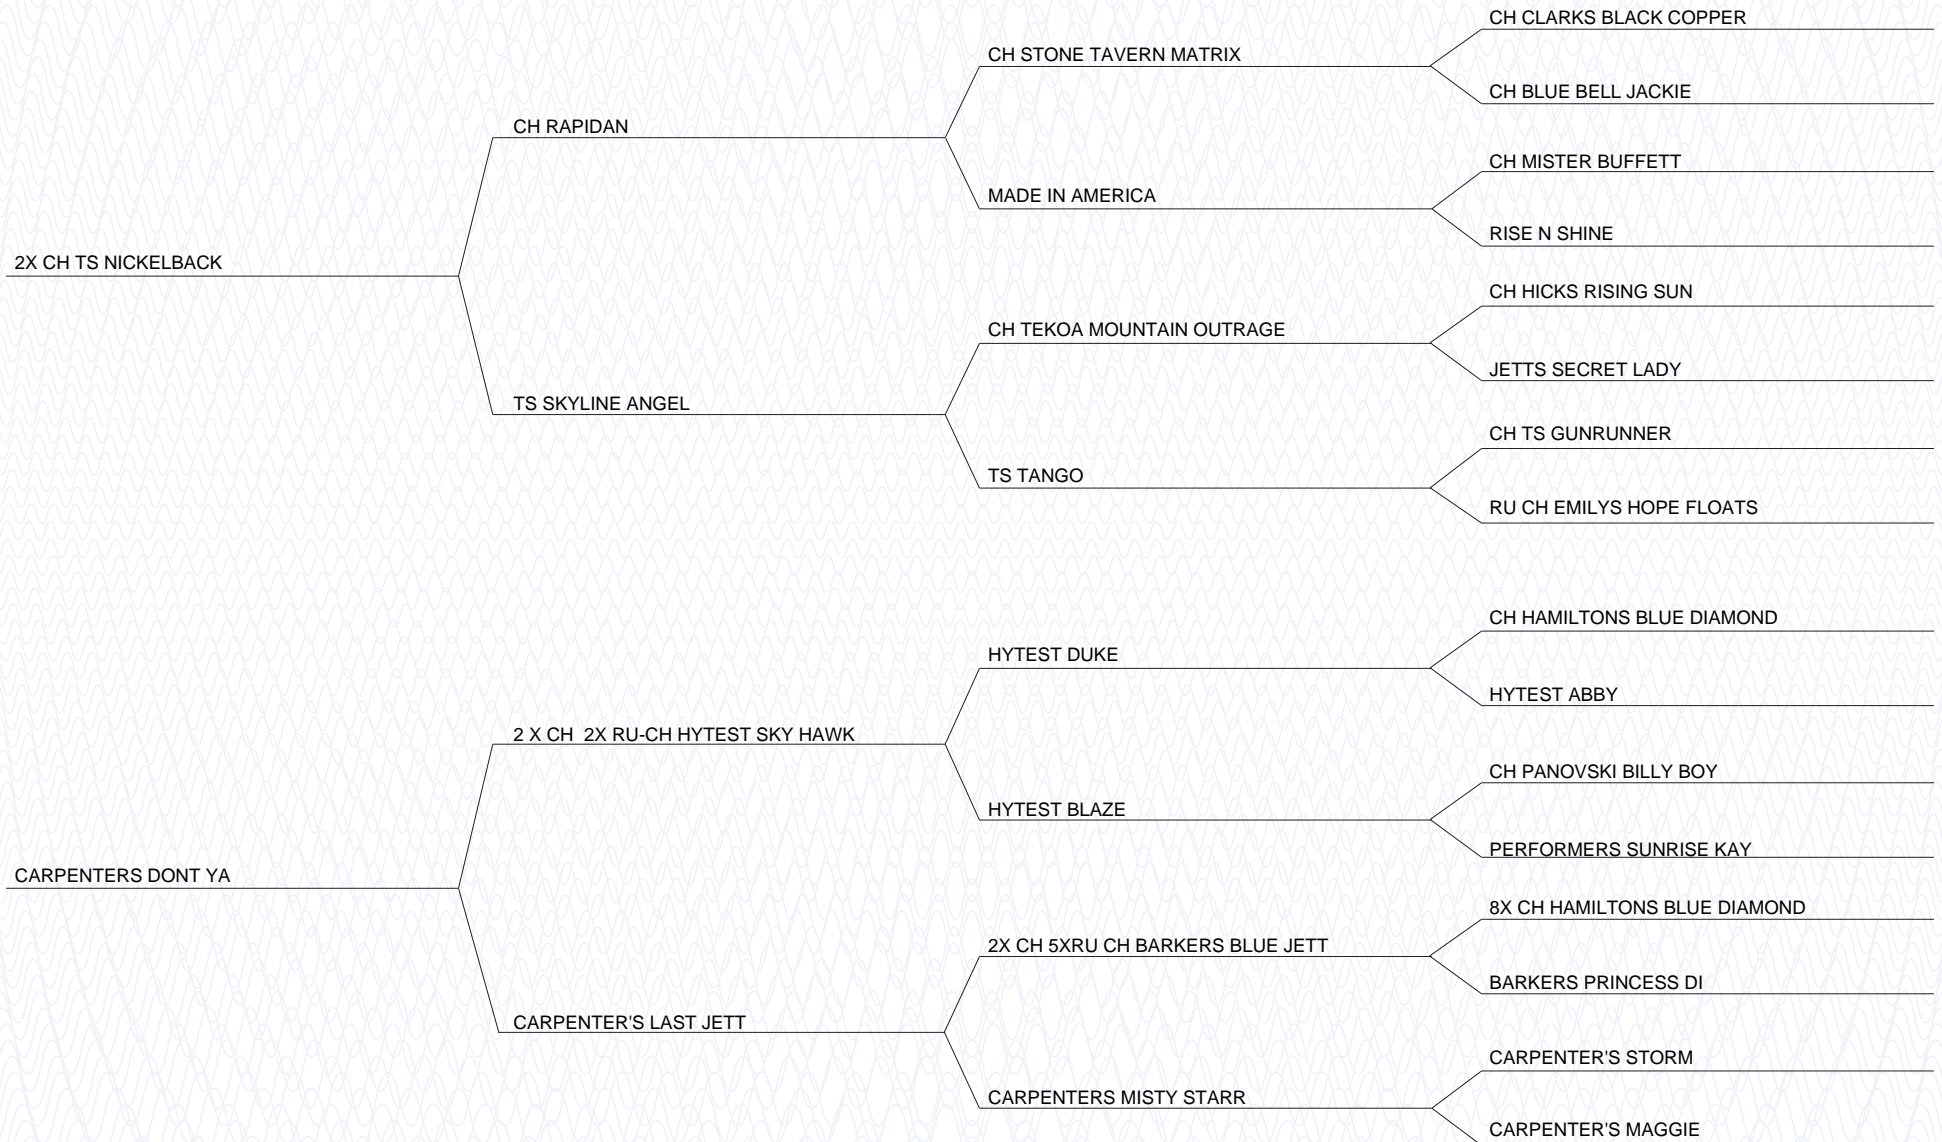 CH CLARKS BLACK COPPER
CH STONE TAVERN MATRIX
CH BLUE BELL JACKIE
CH RAPIDAN
CH MISTER BUFFETT
MADE IN AMERICA
RISE N SHINE
2X CH TS NICKELBACK
CH HICKS RISING SUN
CH TEKOA MOUNTAIN OUTRAGE
JETTS SECRET LADY
TS SKYLINE ANGEL
CH TS GUNRUNNER
TS TANGO
RU CH EMILYS HOPE FLOATS
CH HAMILTONS BLUE DIAMOND
HYTEST DUKE
HYTEST ABBY
2 X CH  2X RU-CH HYTEST SKY HAWK
CH PANOVSKI BILLY BOY
HYTEST BLAZE
PERFORMERS SUNRISE KAY
CARPENTERS DONT YA
8X CH HAMILTONS BLUE DIAMOND
2X CH 5XRU CH BARKERS BLUE JETT
BARKERS PRINCESS DI
CARPENTER'S LAST JETT
CARPENTER'S STORM
CARPENTERS MISTY STARR
CARPENTER'S MAGGIE